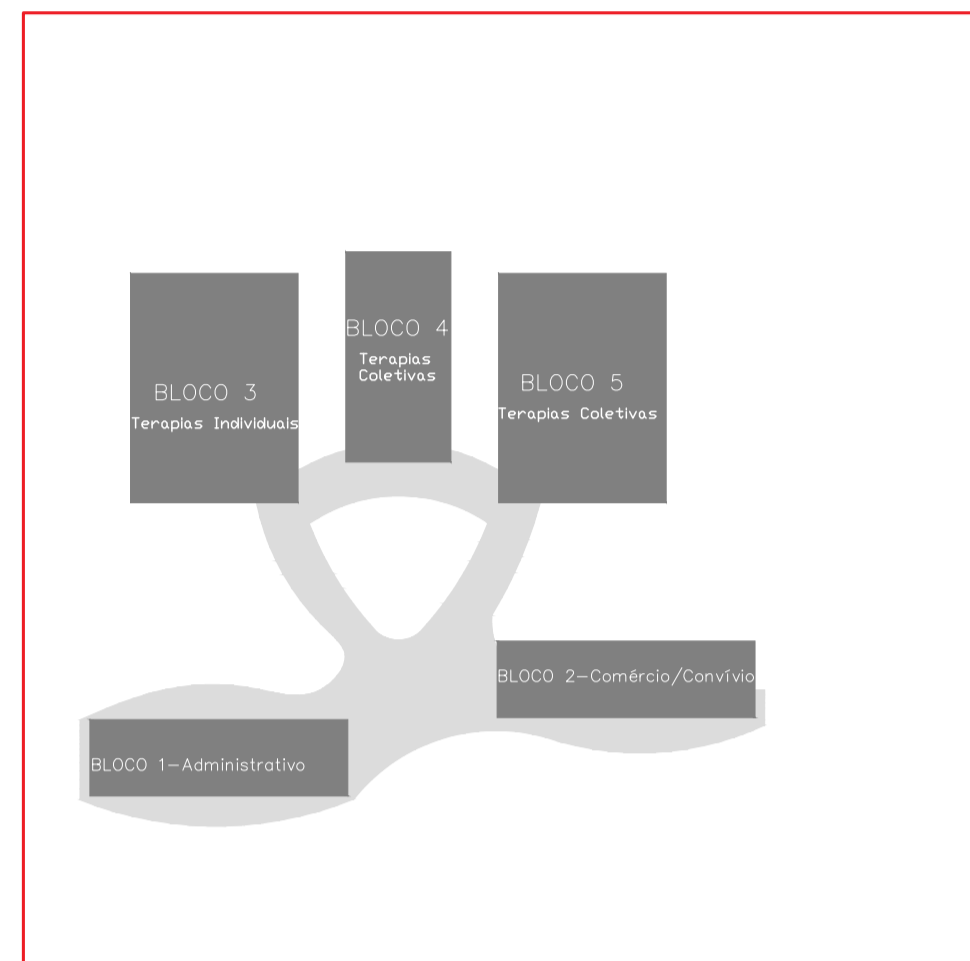 BLOCO 4
Terapias
Coletivas
BLOCO 3
Terapias Individuais
BLOCO 5
Terapias Coletivas
BLOCO 2-Comércio/Convívio
BLOCO 1-Administrativo